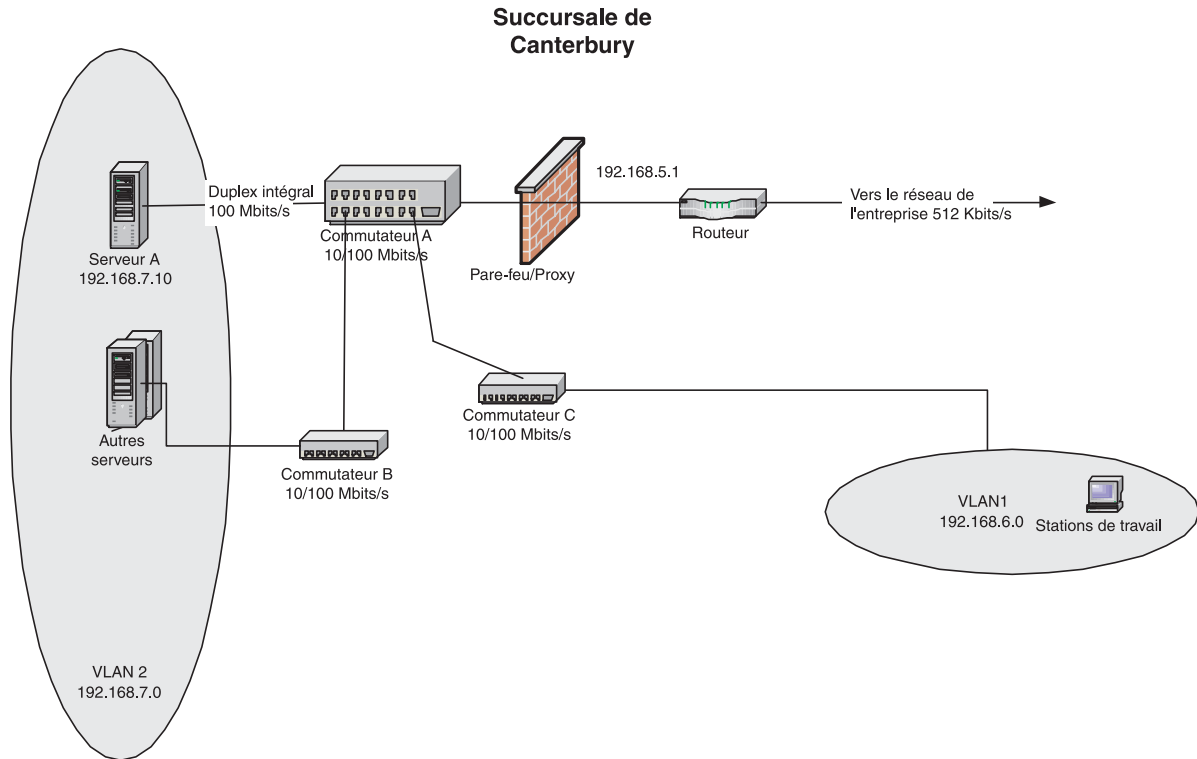 Succursale de
Canterbury
Duplex intégral
100 Mbits/s
192.168.5.1
Vers le réseau de
l'entreprise 512 Kbits/s
Serveur A
192.168.7.10
Commutateur A
10/100 Mbits/s
Routeur
Pare-feu/Proxy
Commutateur C
10/100 Mbits/s
Autres
serveurs
Commutateur B
10/100 Mbits/s
VLAN1
192.168.6.0
Stations de travail
VLAN 2
192.168.7.0